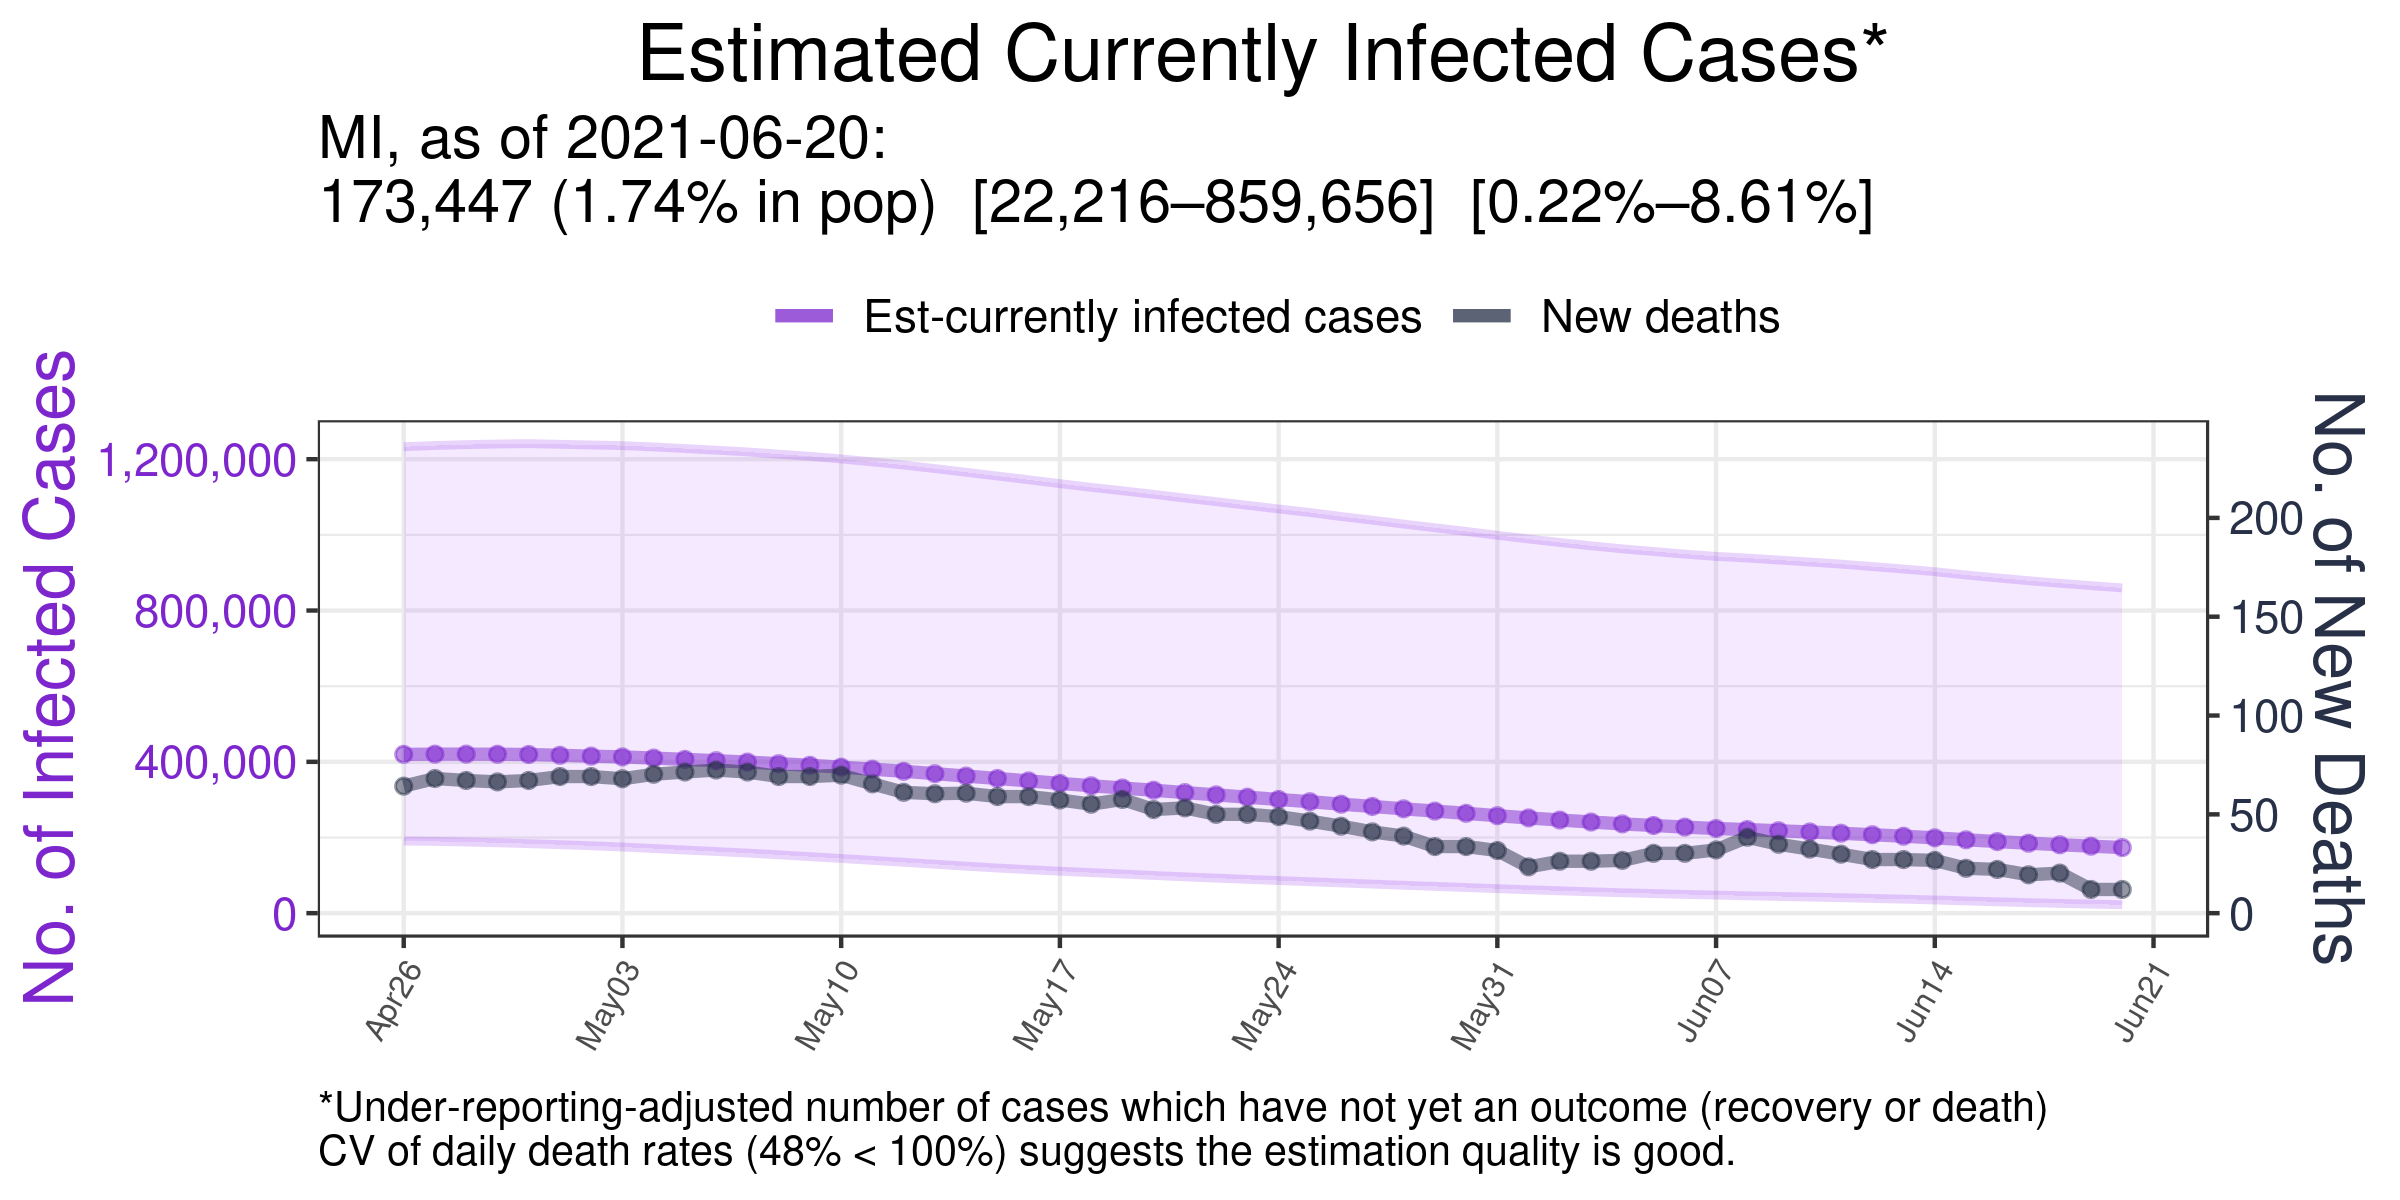 Estimated Currently Infected Cases*
MI, as of 2021-06-20:
173,447 (1.74% in pop)  [22,216–859,656]  [0.22%–8.61%]
Est-currently infected cases
New deaths
No. of Infected Cases
1,200,000
800,000
400,000
0
No. of New Deaths
200
150
100
50
0
Apr26
May03
May10
May17
May24
May31
Jun07
Jun14
Jun21
*Under-reporting-adjusted number of cases which have not yet an outcome (recovery or death)
CV of daily death rates (48% < 100%) suggests the estimation quality is good.